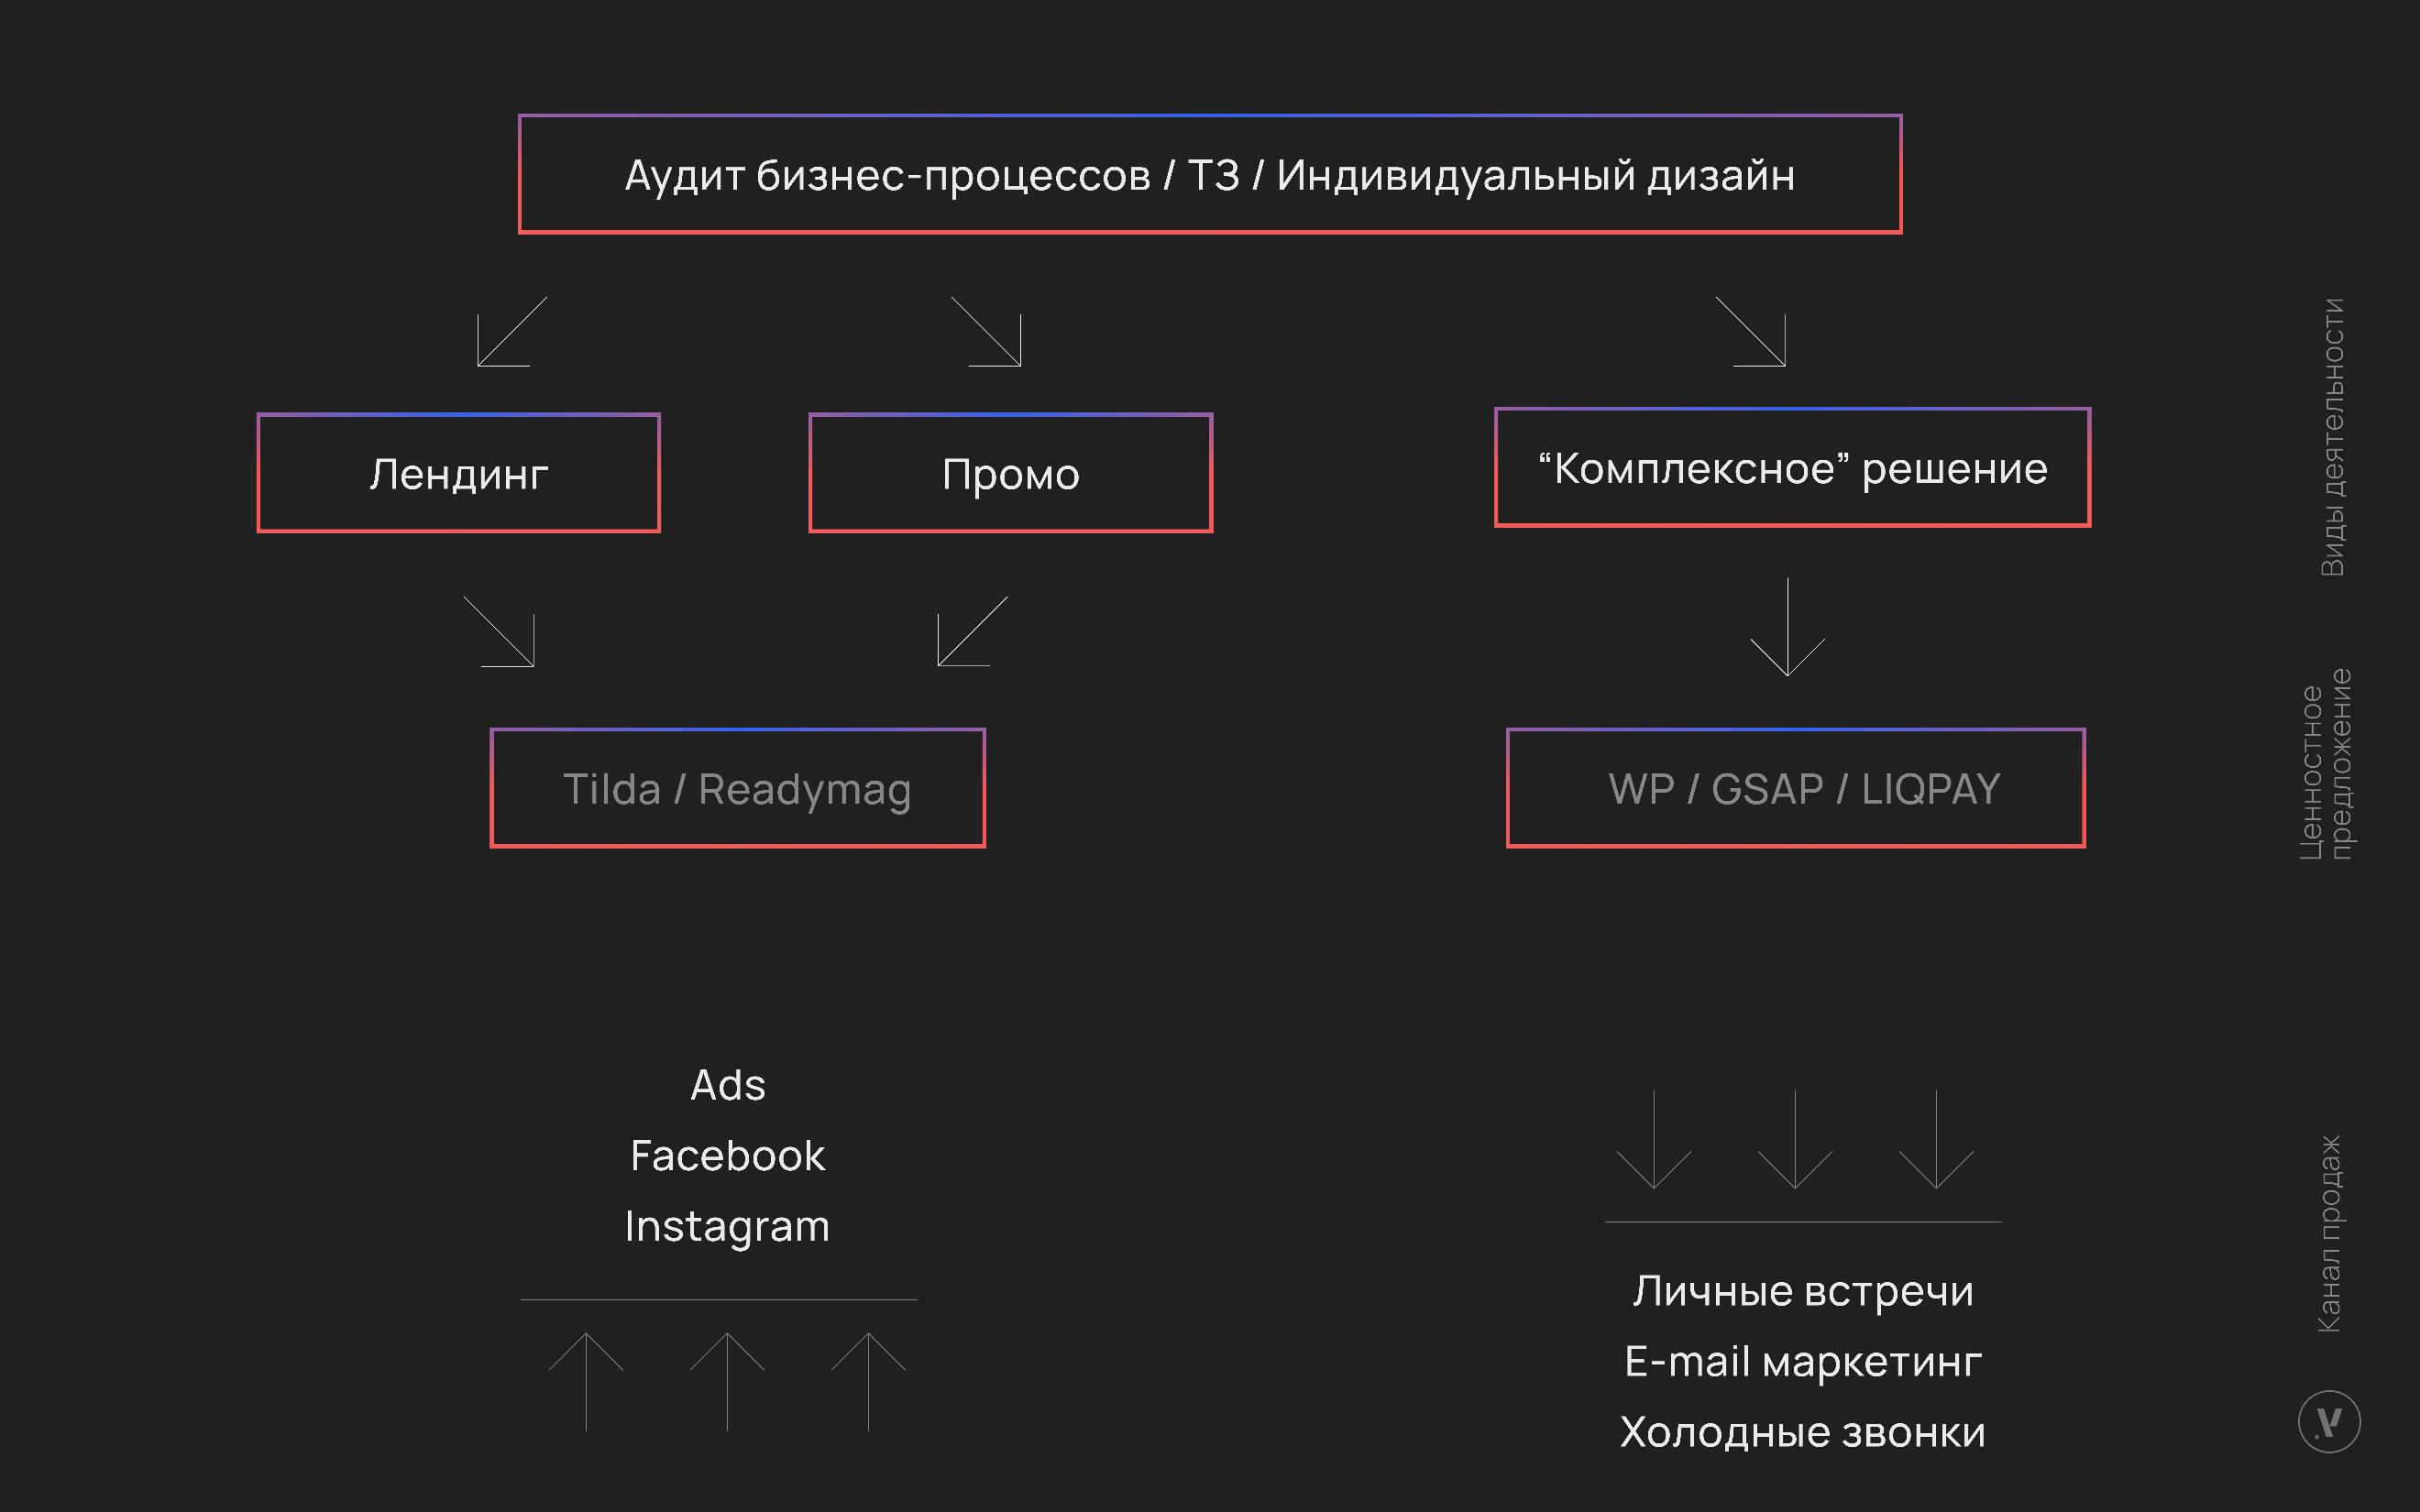 Аудит бизнес-процессов / ТЗ / Индивидуальный дизайн
Лендинг
Промо
“Комплексное” решение
Виды деятельности
Tilda / Readymag
WP / GSAP / LIQPAY
Ценностное
предложение
Ads
Facebook
Instagram
Личные встречи
E-mail маркетинг
Холодные звонки
Канал продаж
.V